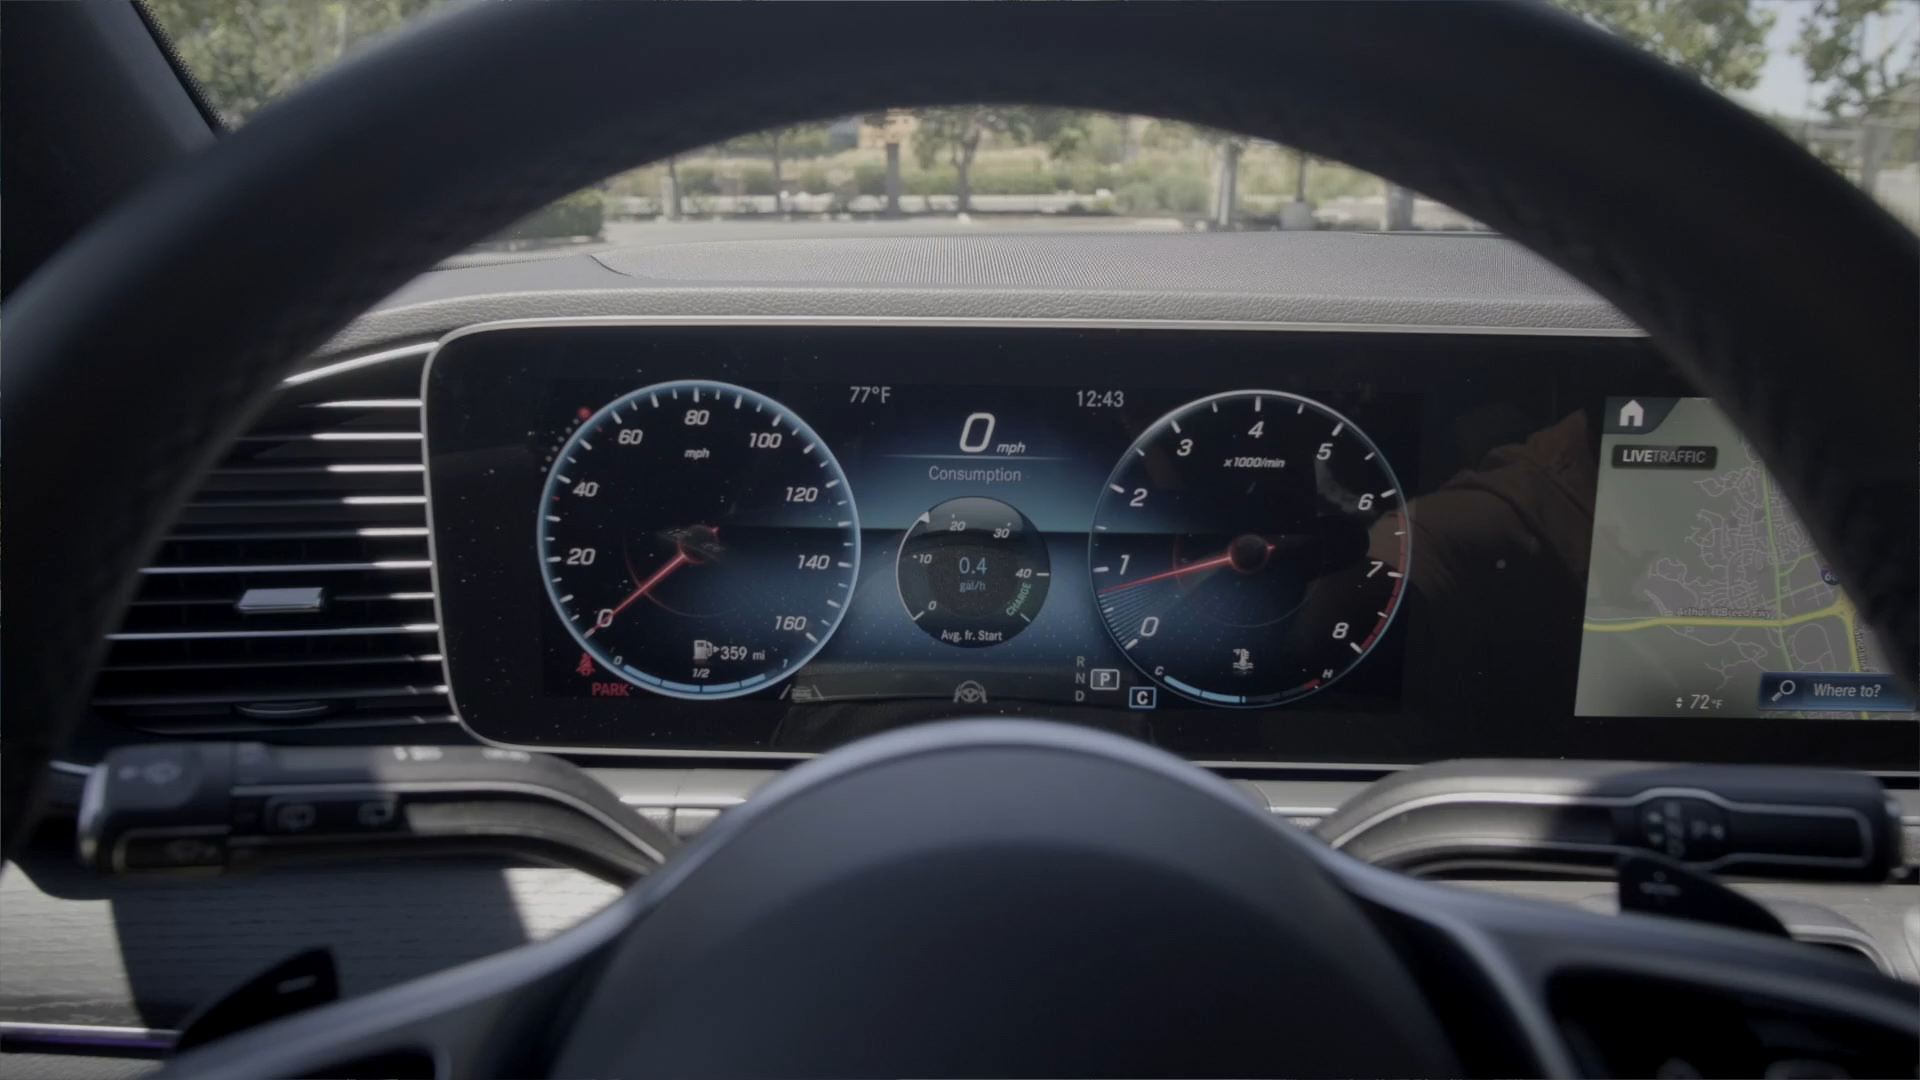 77°F
12:43
0 mph
Consumption
80
60
100
mph
40
120
20
140
0
160
359 mi
0
1/2
1
PARK
20
30
10
40
0.4
gal/h
CHARGE
0
Avg. fr. Start
R
N
D
P
C
4
3
5
x1000/min
2
6
1
7
0
8
C
H
LIVETRAFFIC
72°F
Where to?